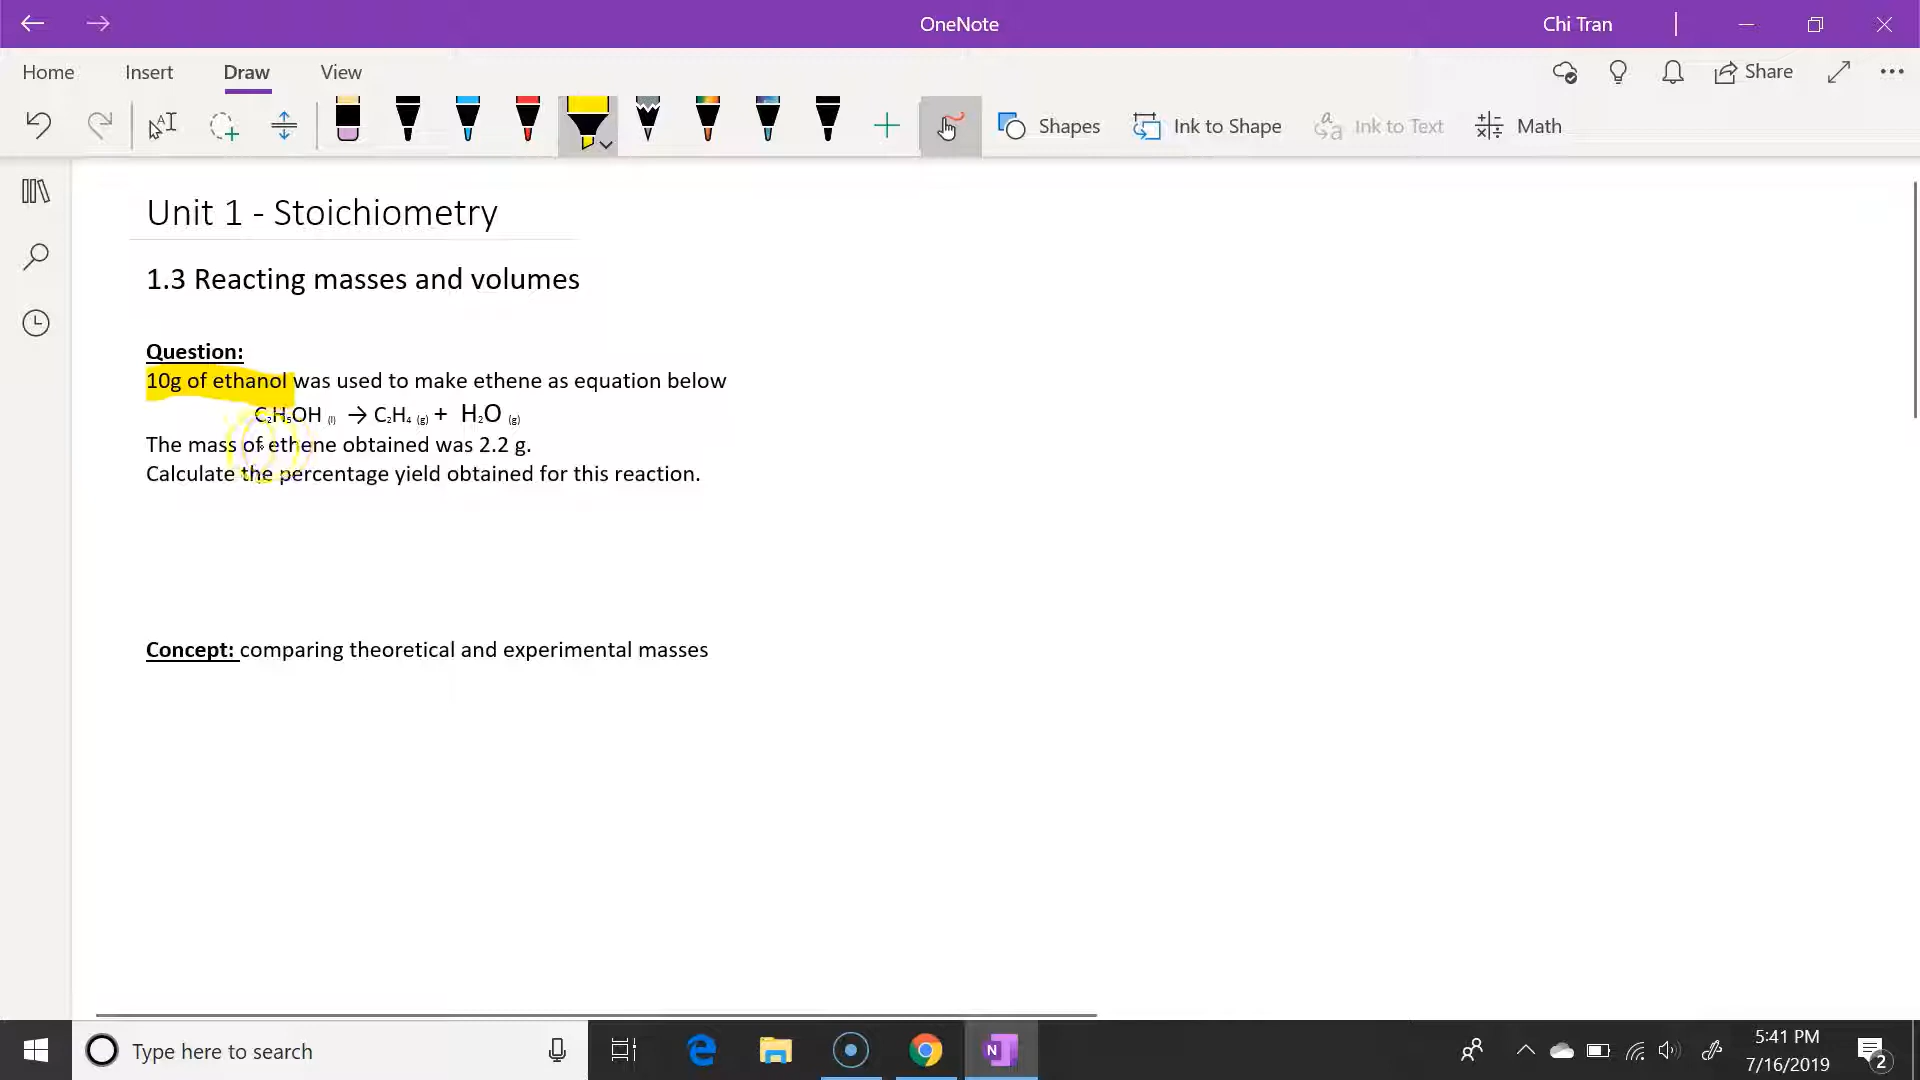 OneNote
Chi Tran
Home Insert Draw View
Share
Shapes Ink to Shape Ink to Text Math
Unit 1 - Stoichiometry
1.3 Reacting masses and volumes
Question:
10g of ethanol was used to make ethene as equation below
C₂H₅OH (l) → C₂H₄ (g) + H₂O (g)
The mass of ethene obtained was 2.2 g.
Calculate the percentage yield obtained for this reaction.
Concept: comparing theoretical and experimental masses
Type here to search
5:41 PM
7/16/2019
2